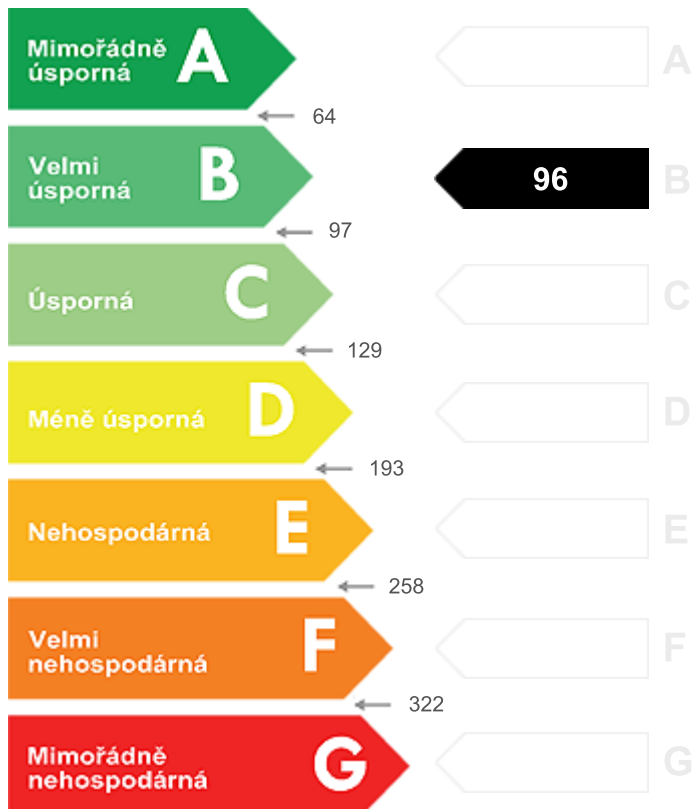 Mimořádně
úsporná
A
A
64
Velmi
úsporná
B
96
B
97
Úsporná
C
C
129
Méně úsporná
D
D
193
Nehospodárná
E
E
258
Velmi
nehospodárná
F
F
322
Mimořádně
nehospodárná
G
G